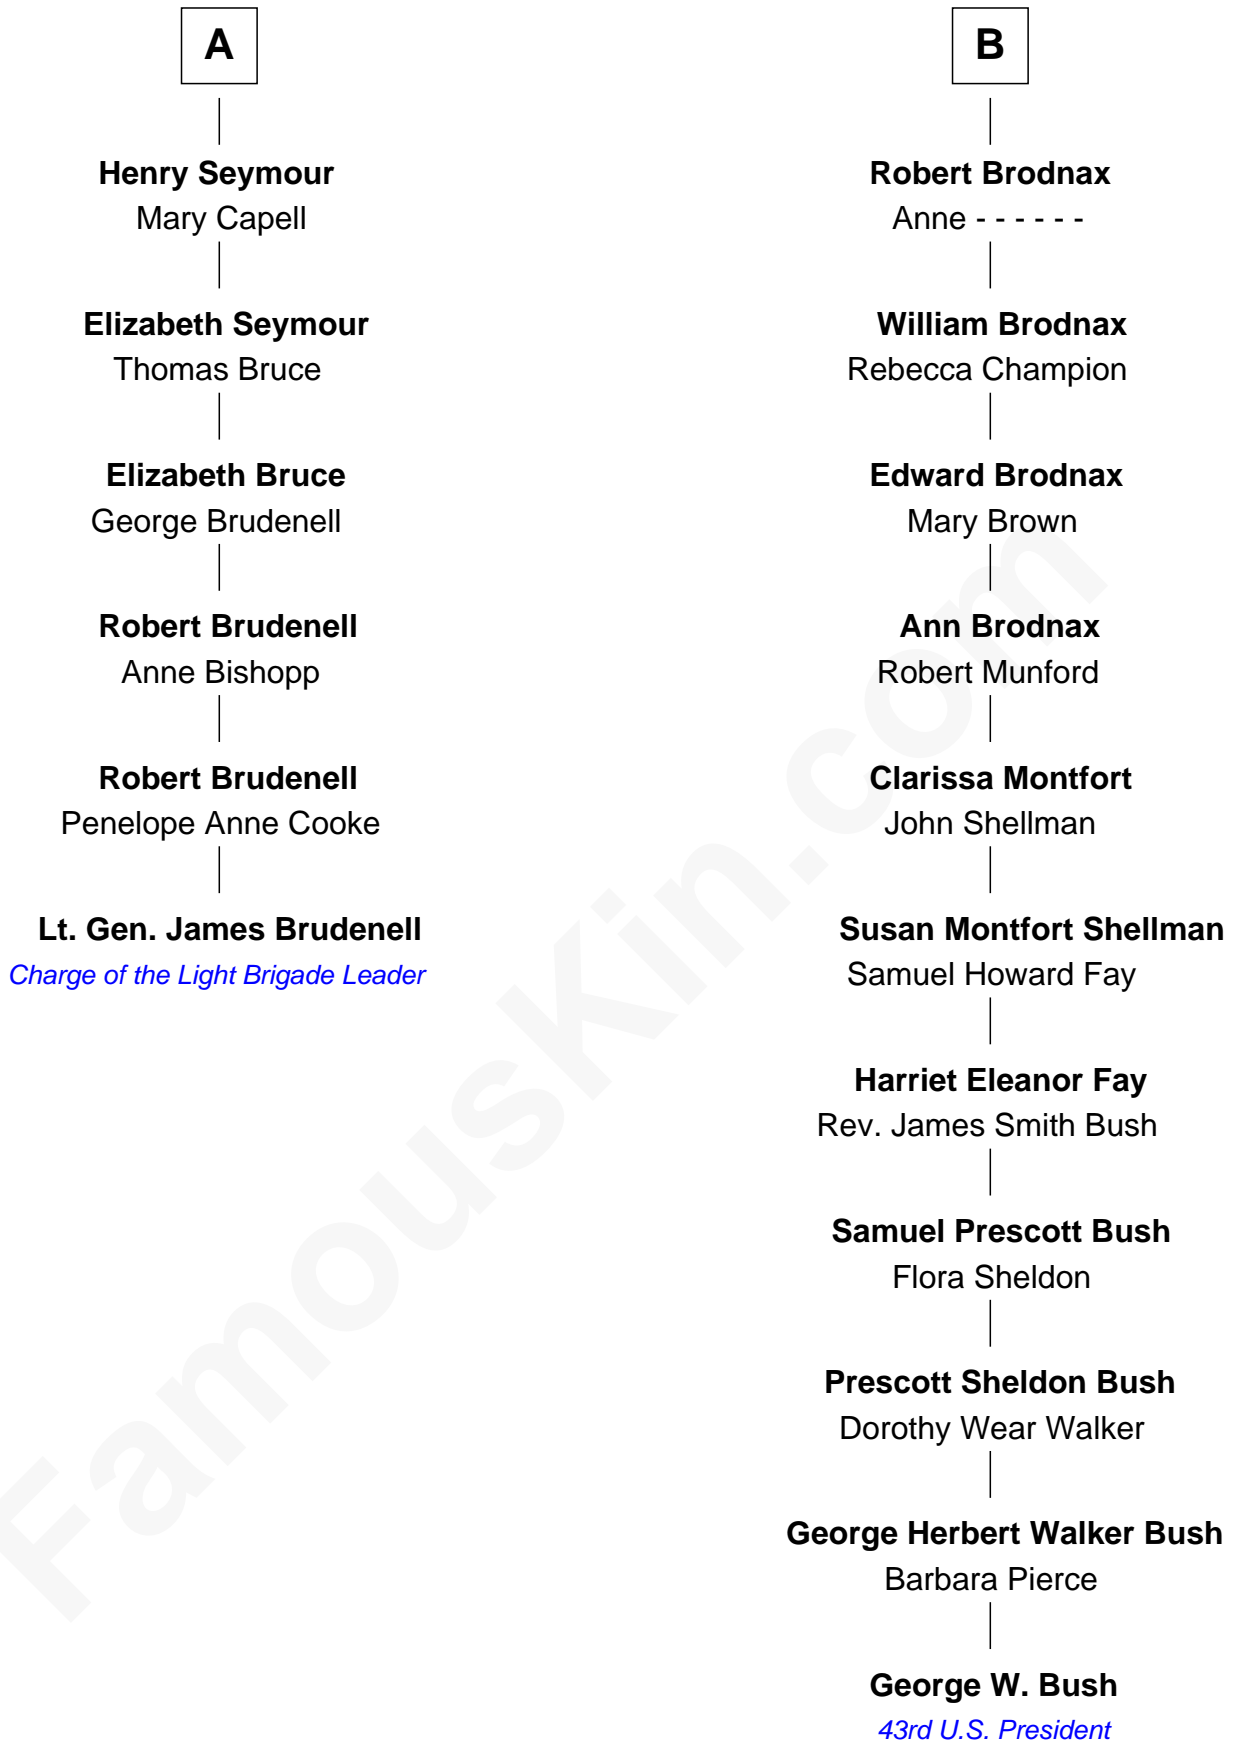 A
Henry Seymour
Mary Capell
Elizabeth Seymour
Thomas Bruce
Elizabeth Bruce
George Brudenell
Robert Brudenell
Anne Bishopp
Robert Brudenell
Penelope Anne Cooke
Lt. Gen. James Brudenell
Charge of the Light Brigade Leader
B
Robert Brodnax
Anne - - - - - -
William Brodnax
Rebecca Champion
Edward Brodnax
Mary Brown
Ann Brodnax
Robert Munford
Clarissa Montfort
John Shellman
Susan Montfort Shellman
Samuel Howard Fay
Harriet Eleanor Fay
Rev. James Smith Bush
Samuel Prescott Bush
Flora Sheldon
Prescott Sheldon Bush
Dorothy Wear Walker
George Herbert Walker Bush
Barbara Pierce
George W. Bush
43rd U.S. President
FamousKin.com